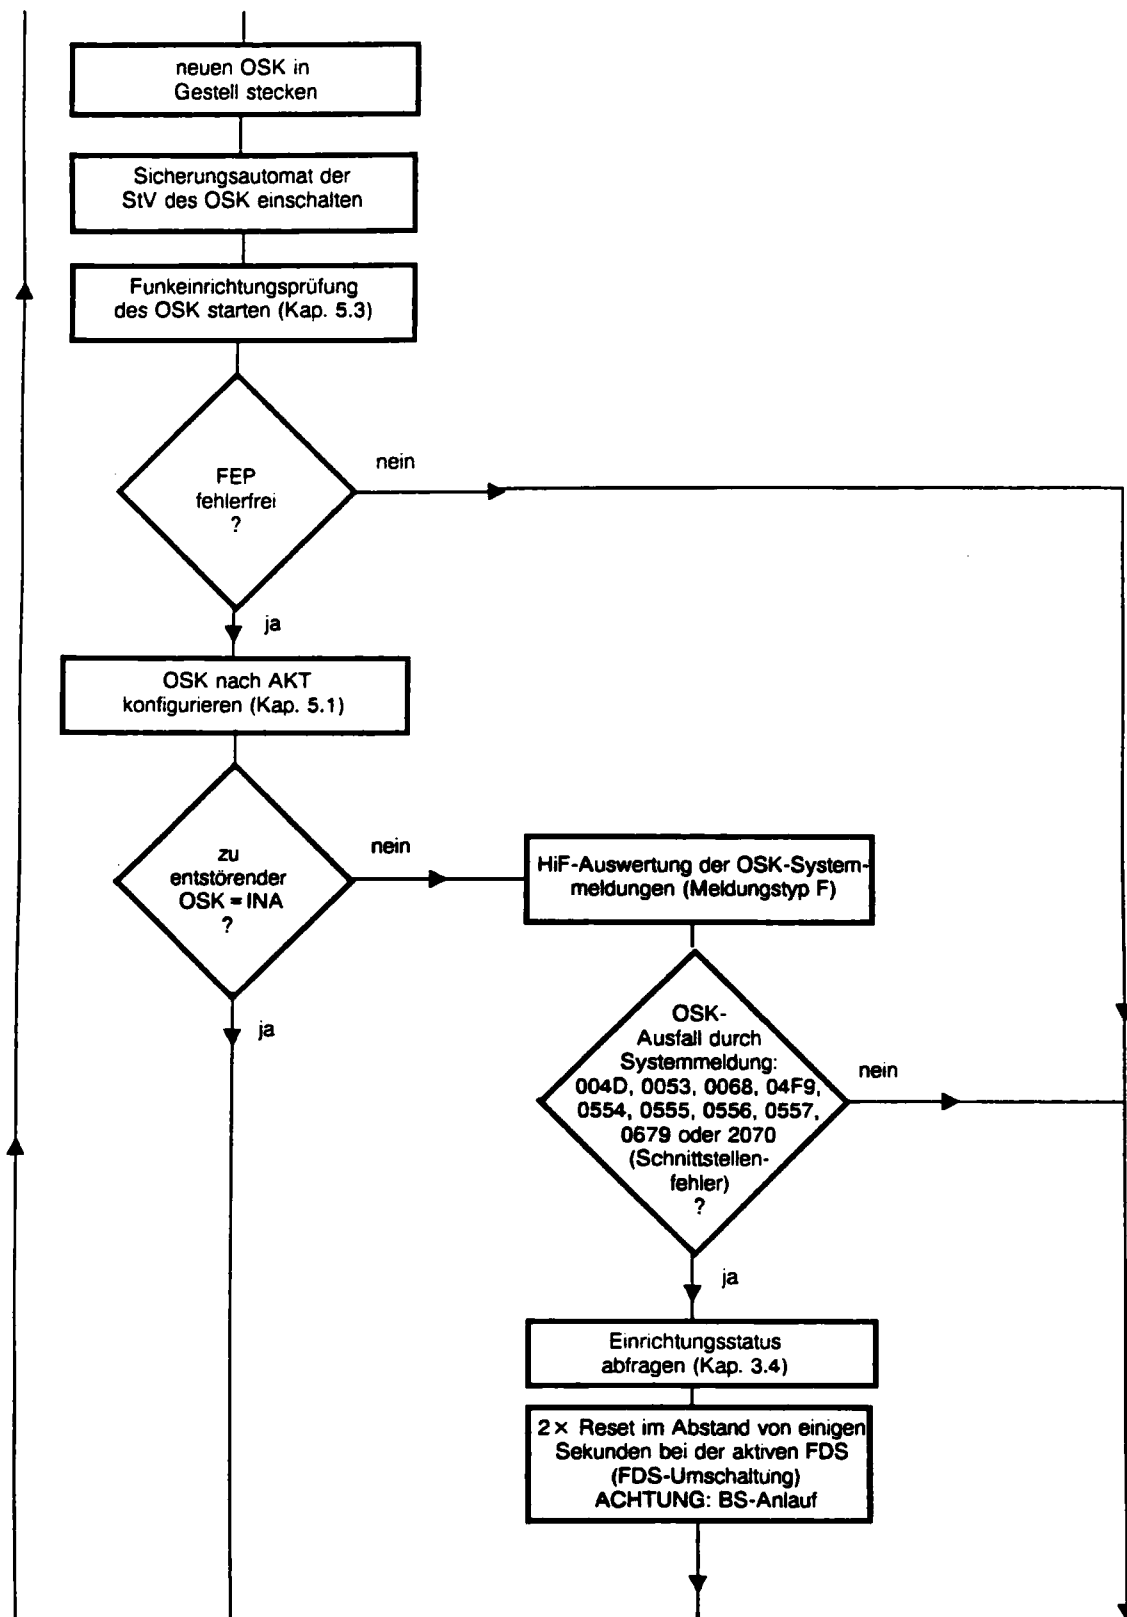 neuen OSK in
Gestell stecken
Sicherungsautomat der
StV des OSK einschalten
Funkeinrichtungsprüfung
des OSK starten (Kap. 5.3)
FEP
fehlerfrei
?
nein
ja
OSK nach AKT
konfigurieren (Kap. 5.1)
zu
entstörender
OSK = INA
?
nein
ja
HiF-Auswertung der OSK-System-
meldungen (Meldungstyp F)
OSK-
Ausfall durch
Systemmeldung:
004D, 0053, 0068, 04F9,
0554, 0555, 0556, 0557,
0679 oder 2070
(Schnittstellen-
fehler)
?
nein
ja
Einrichtungsstatus
abfragen (Kap. 3.4)
2 × Reset im Abstand von einigen
Sekunden bei der aktiven FDS
(FDS-Umschaltung)
ACHTUNG: BS-Anlauf